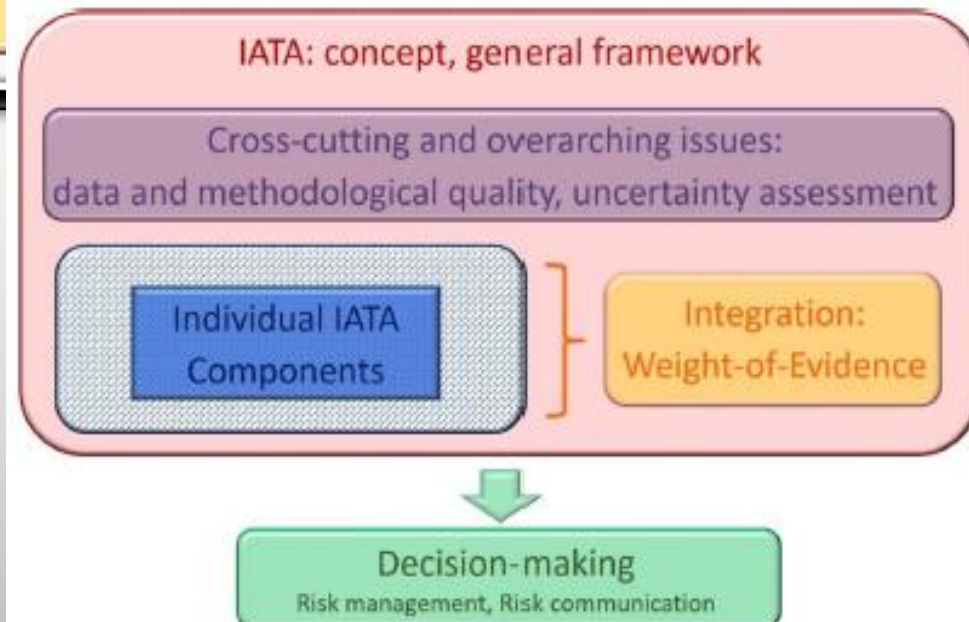 IATA: concept, general framework
Cross-cutting and overarching issues:
data and methodological quality, uncertainty assessment
Individual IATA
Components
Integration:
Weight-of-Evidence
Decision-making
Risk management, Risk communication